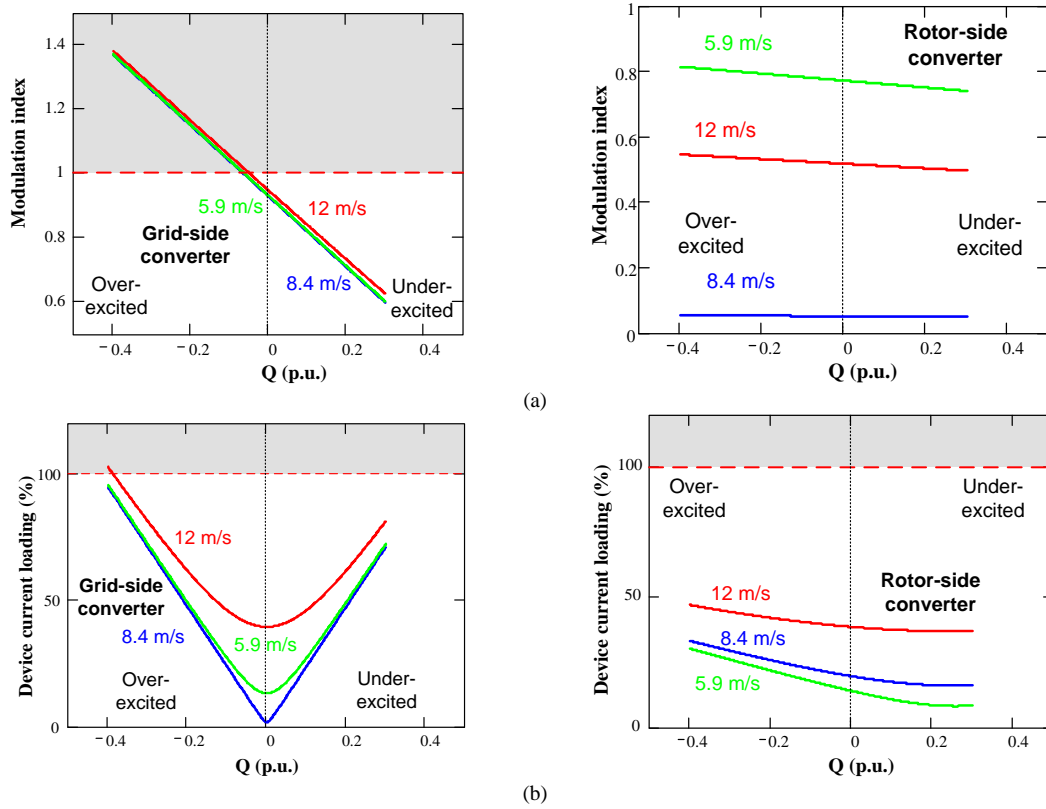 1.4
1.2
1
0.8
0.6
Modulation index
5.9 m/s
12 m/s
Grid-side
converter
8.4 m/s
Over-
excited
Under-
excited
−0.4
−0.2
0
0.2
0.4
Q (p.u.)
1
0.8
0.6
0.4
0.2
0
Modulation index
5.9 m/s
Rotor-side
converter
12 m/s
Over-
excited
Under-
excited
8.4 m/s
−0.4
−0.2
0
0.2
0.4
Q (p.u.)
(a)
100
50
0
Device current loading (%)
12 m/s
Grid-side
converter
8.4 m/s
5.9 m/s
Over-
excited
Under-
excited
−0.4
−0.2
0
0.2
0.4
Q (p.u.)
100
50
0
Device current loading (%)
Over-
excited
Under-
excited
12 m/s
Rotor-side
converter
8.4 m/s
5.9 m/s
−0.4
−0.2
0
0.2
0.4
Q (p.u.)
(b)